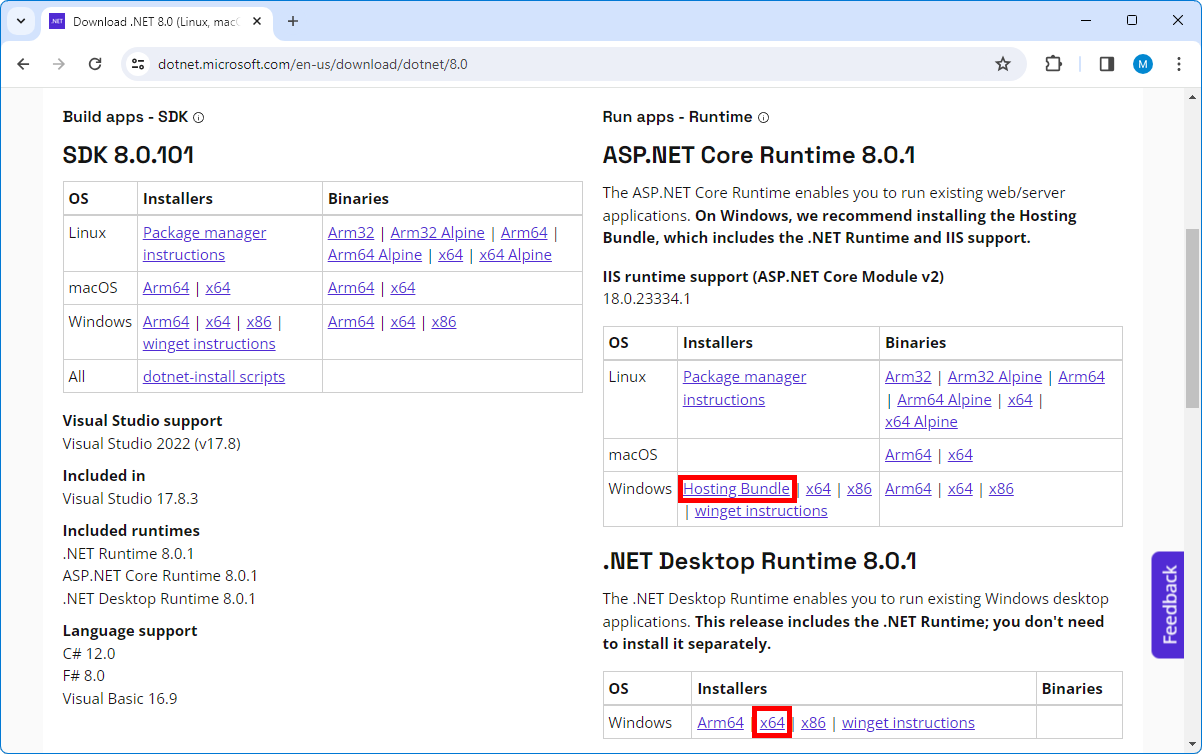 .NET
Download .NET 8.0 (Linux, mac
dotnet.microsoft.com/en-us/download/dotnet/8.0
M
Build apps - SDK
SDK 8.0.101
OS Installers Binaries
Linux Package manager instructions Arm32 | Arm32 Alpine | Arm64 |
Arm64 Alpine | x64 | x64 Alpine
macOS Arm64 | x64 Arm64 | x64
Windows Arm64 | x64 | x86 | Arm64 | x64 | x86
winget instructions
All dotnet-install scripts
Visual Studio support
Visual Studio 2022 (v17.8)
Included in
Visual Studio 17.8.3
Included runtimes
.NET Runtime 8.0.1
ASP.NET Core Runtime 8.0.1
.NET Desktop Runtime 8.0.1
Language support
C# 12.0
F# 8.0
Visual Basic 16.9
Run apps - Runtime
ASP.NET Core Runtime 8.0.1
The ASP.NET Core Runtime enables you to run existing web/server
applications. On Windows, we recommend installing the Hosting
Bundle, which includes the .NET Runtime and IIS support.
IIS runtime support (ASP.NET Core Module v2)
18.0.23334.1
OS Installers Binaries
Linux Package manager Arm32 | Arm32 Alpine | Arm64
instructions | Arm64 Alpine | x64 |
x64 Alpine
macOS Arm64 | x64
Windows Hosting Bundle | x64 | x86 Arm64 | x64 | x86
| winget instructions
.NET Desktop Runtime 8.0.1
The .NET Desktop Runtime enables you to run existing Windows desktop
applications. This release includes the .NET Runtime; you don't need
to install it separately.
OS Installers Binaries
Windows Arm64 | x64 | x86 | winget instructions
Feedback